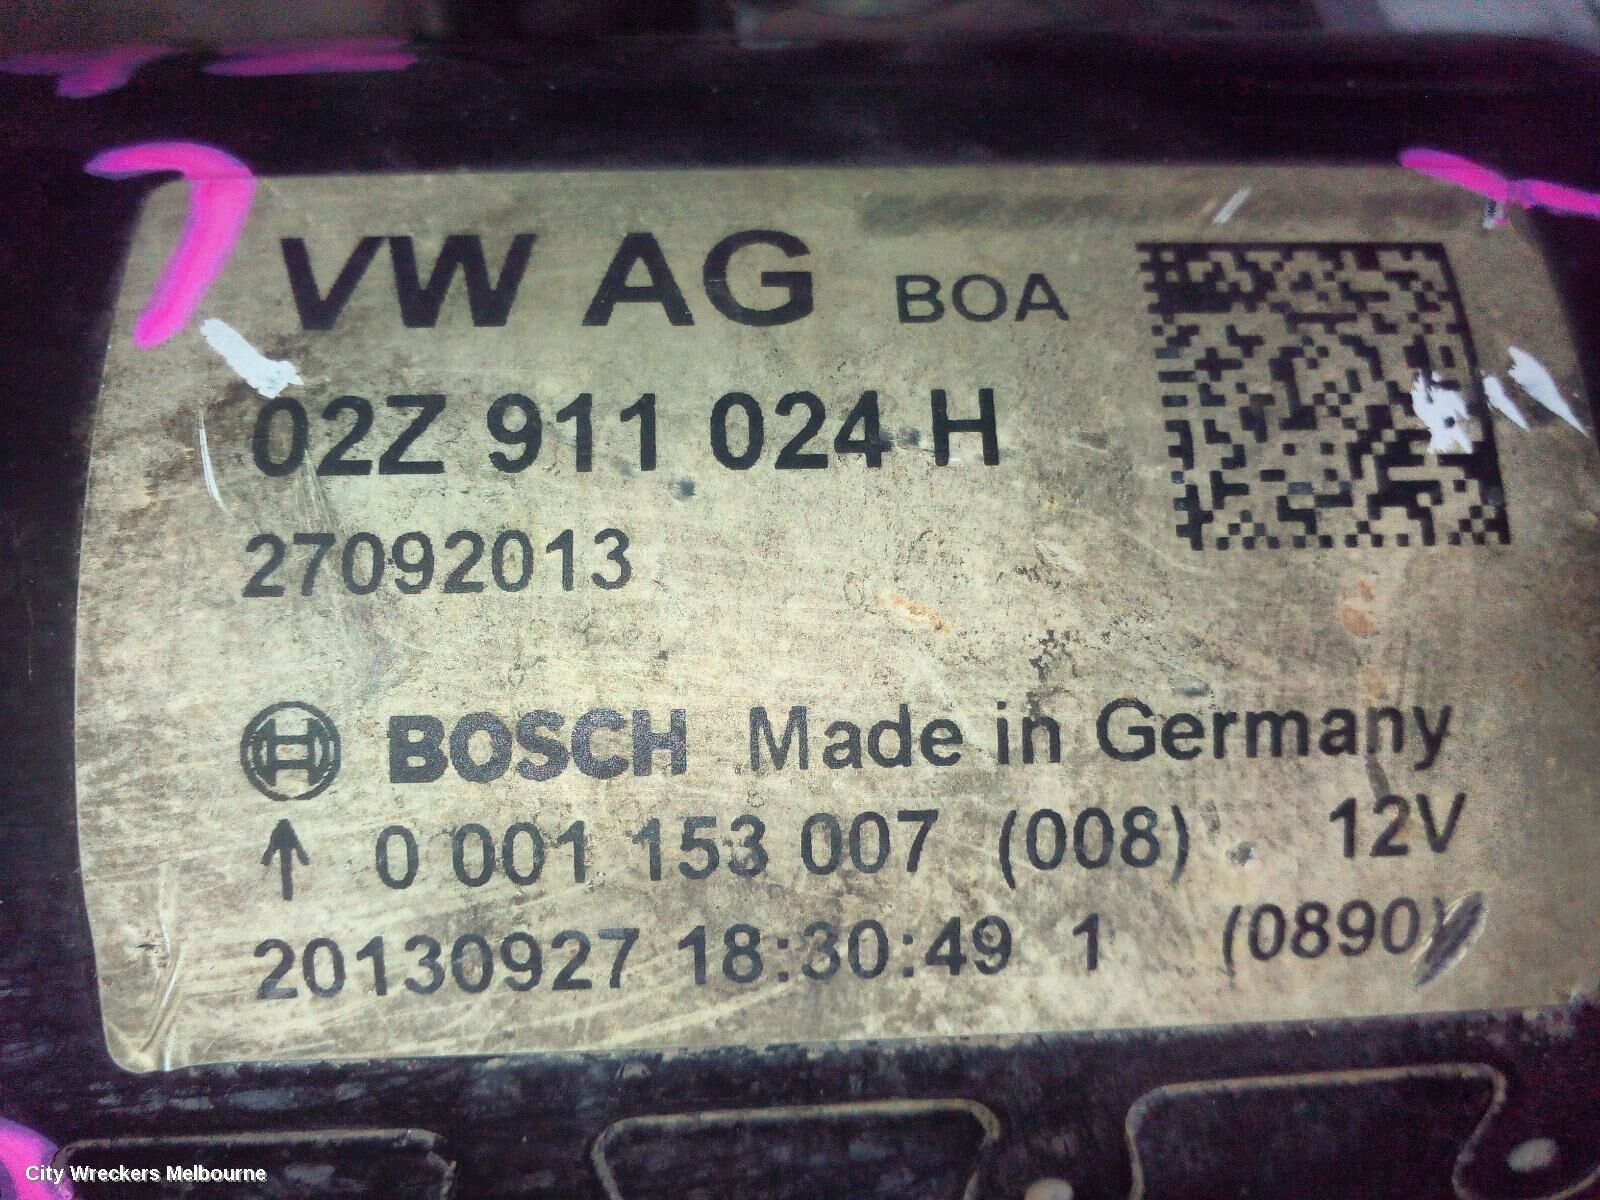 VW AG BOA
02Z 911 024 H
27092013
BOSCH Made in Germany
↑ 0 001 153 007 (008) 12V
20130927 18:30:49 1 (0890)
City Wreckers Melbourne